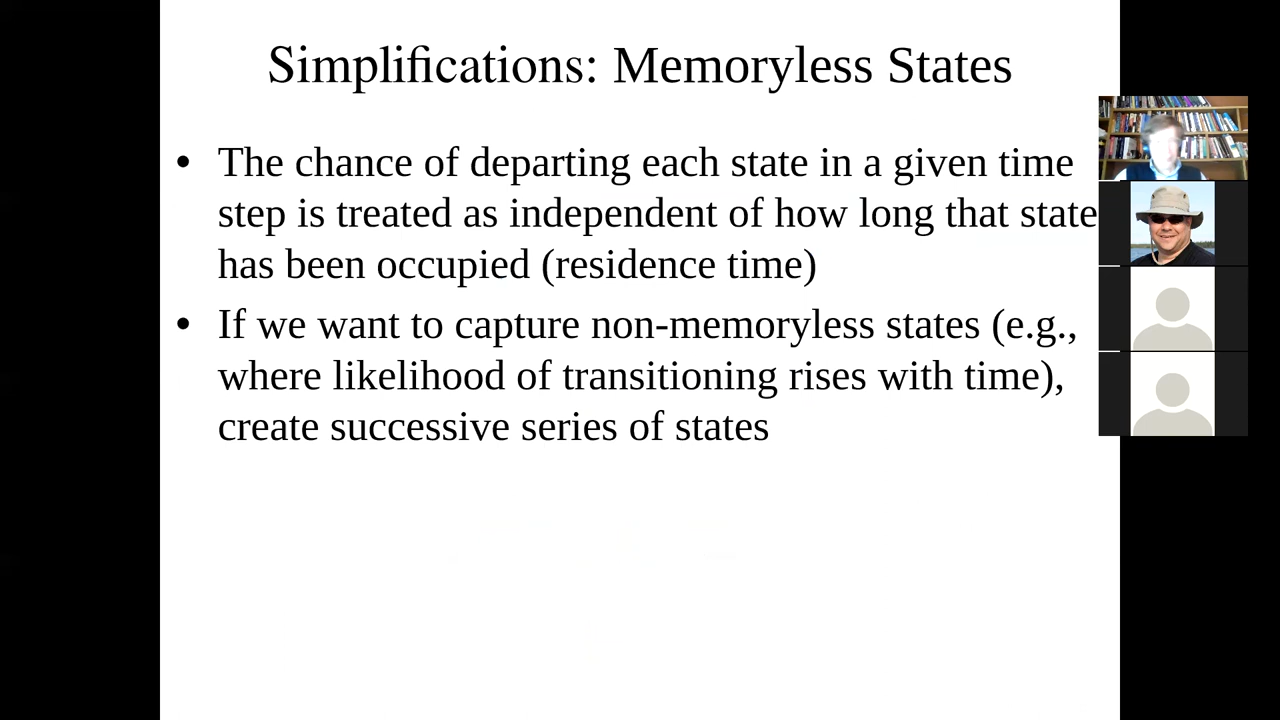 Simplifications: Memoryless States
• The chance of departing each state in a given time
step is treated as independent of how long that state
has been occupied (residence time)
• If we want to capture non-memoryless states (e.g.,
where likelihood of transitioning rises with time),
create successive series of states